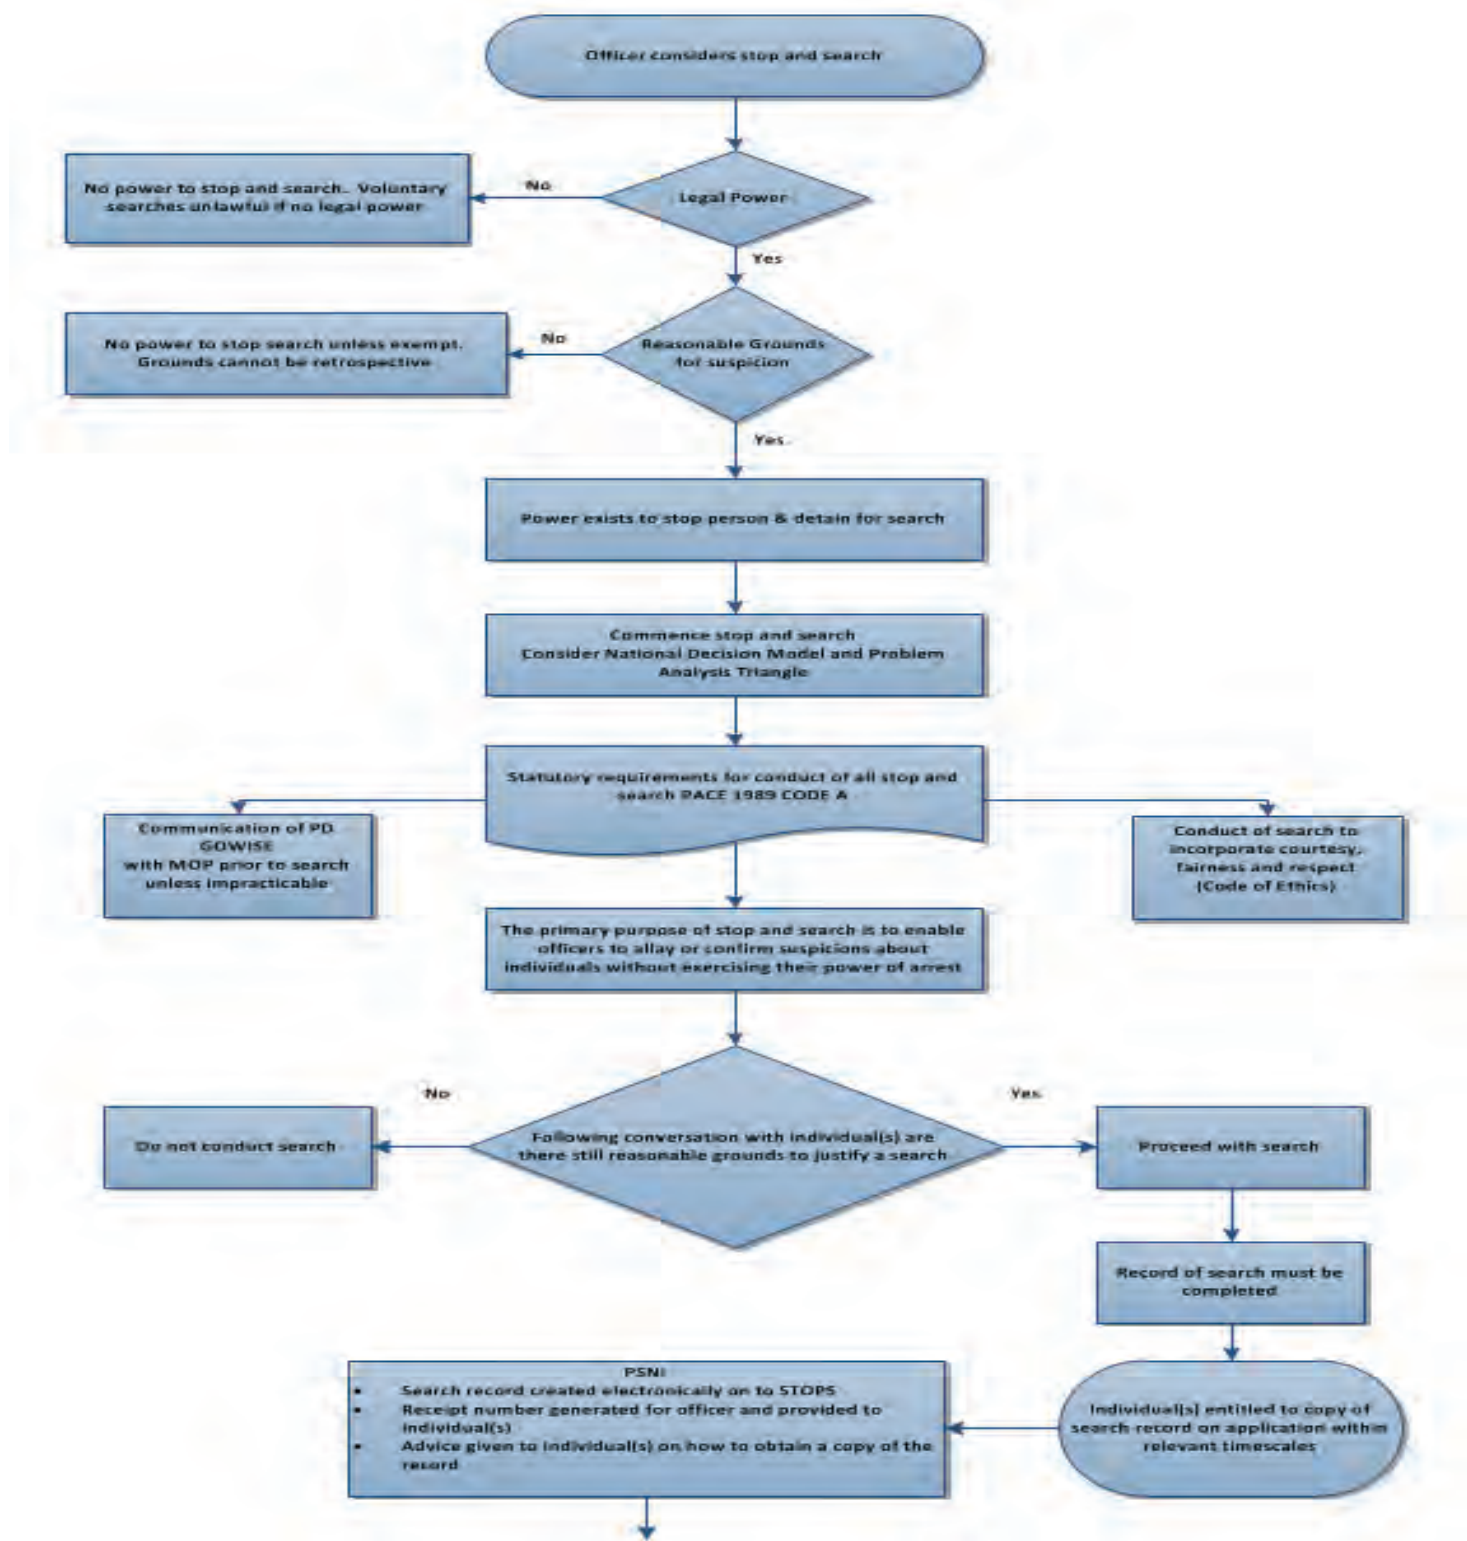 Officer considers stop and search
Legal Power
No
No power to stop and search. Voluntary
searches unlawful if no legal power
Yes
Reasonable Grounds
for suspicion
No
No power to stop search unless exempt.
Grounds cannot be retrospective
Yes
Power exists to stop person & detain for search
Commence stop and search
Consider National Decision Model and Problem
Analysis Triangle
Statutory requirements for conduct of all stop and
search PACE 1989 CODE A
Communication of PD
GOWISE
with MOP prior to search
unless impracticable
Conduct of search to
incorporate courtesy,
fairness and respect
(Code of Ethics)
The primary purpose of stop and search is to enable
officers to allay or confirm suspicions about
individuals without exercising their power of arrest
No
Yes
Do not conduct search
Following conversation with individual(s) are
there still reasonable grounds to justify a search
Proceed with search
Record of search must be
completed
Individual(s) entitled to copy of
search record on application within
relevant timescales
PSNI
• Search record created electronically on to STOPS
• Receipt number generated for officer and provided to
individual(s)
• Advice given to individual(s) on how to obtain a copy of the
record